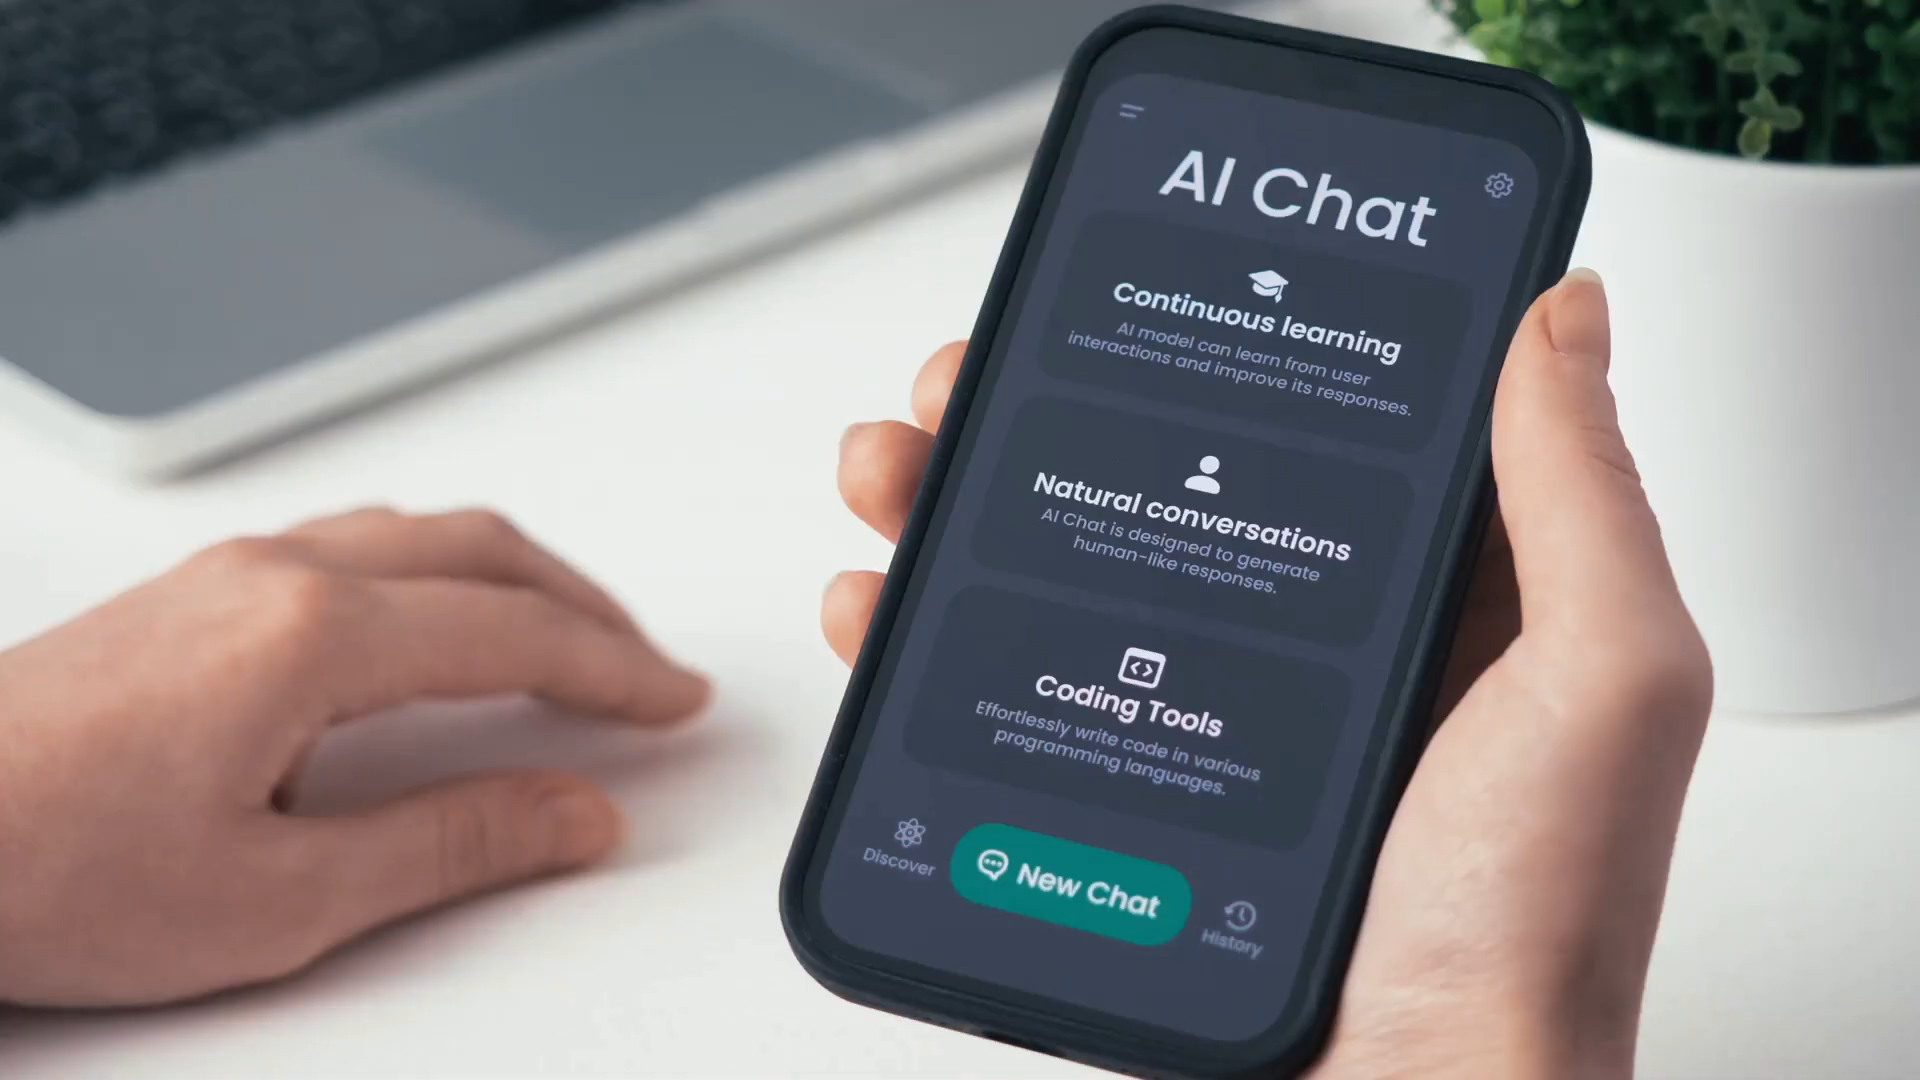 AI Chat
Continuous learning
AI model can learn from user
interactions and improve its responses.
Natural conversations
AI Chat is designed to generate
human-like responses.
Coding Tools
Effortlessly write code in various
programming languages.
Discover
New Chat
History